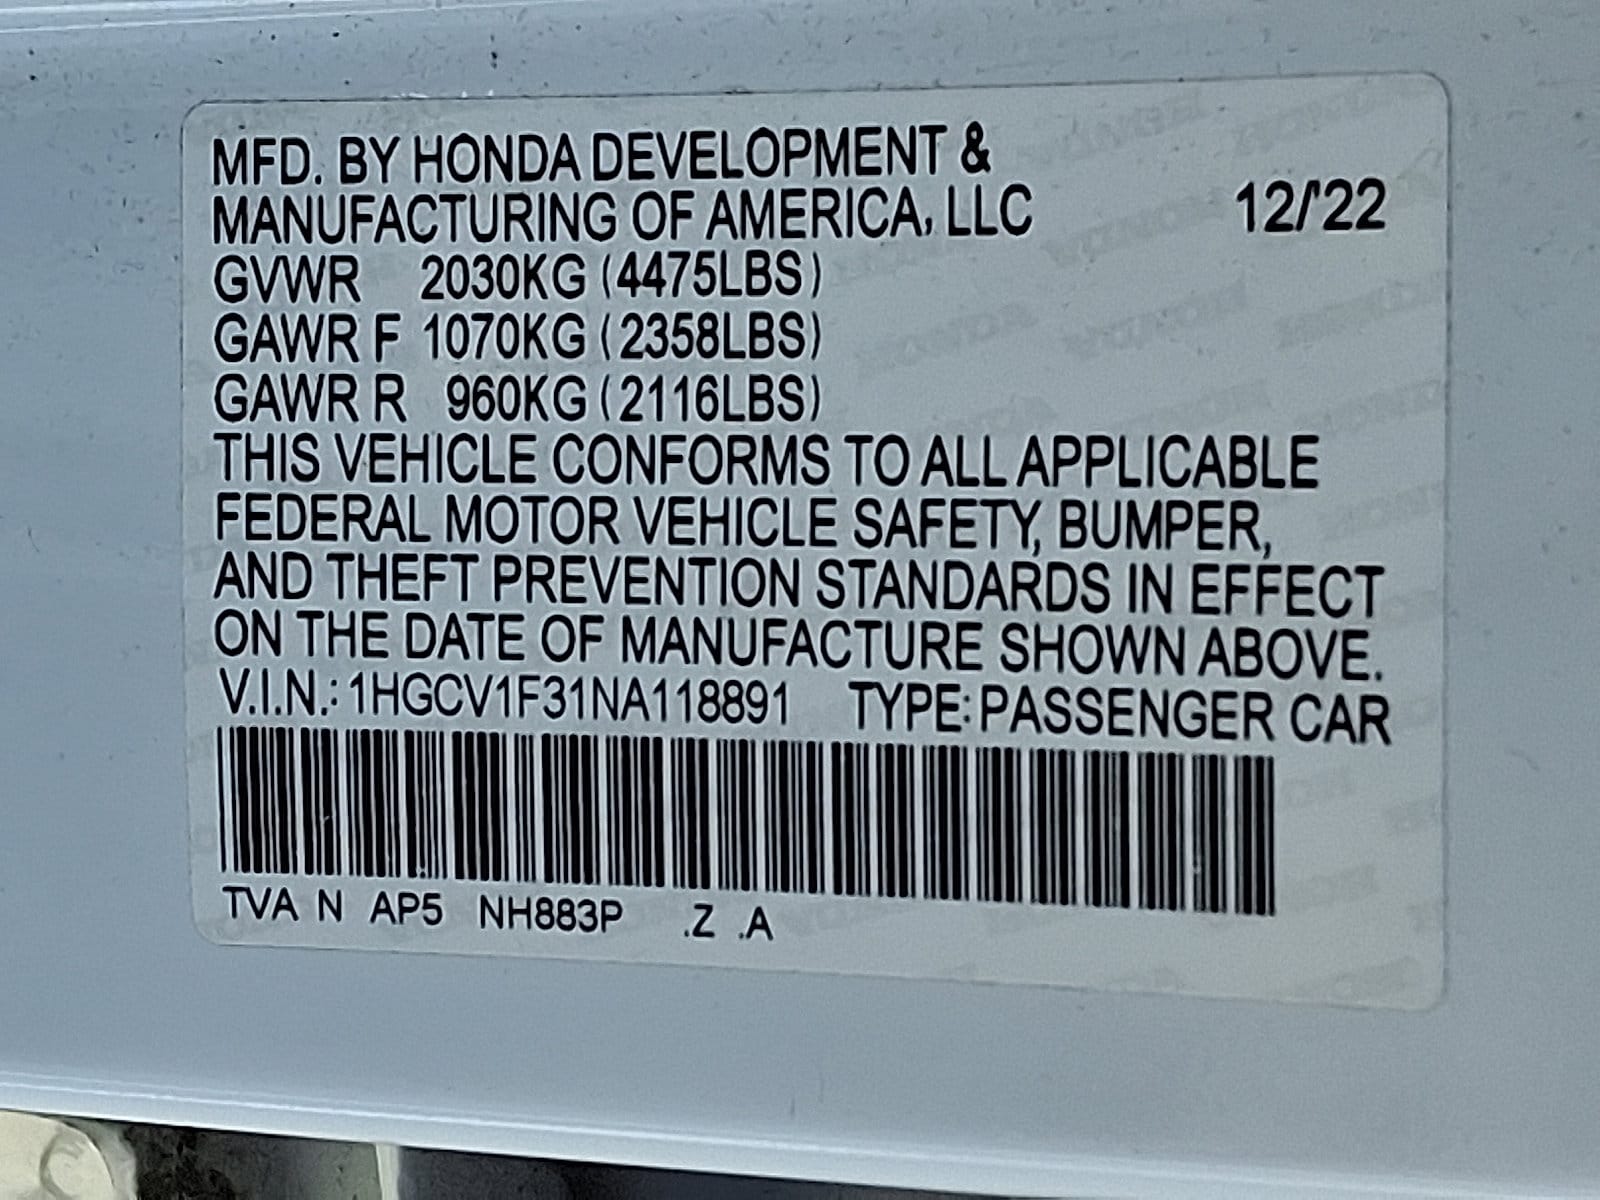 MFD. BY HONDA DEVELOPMENT &
MANUFACTURING OF AMERICA, LLC 12/'22
GVWR 2030KG (4475LBS)
GAWR F 1070KG (2358LBS)
GAWR R 960KG (2116LBS)
THIS VEHICLE CONFORMS TO ALL APPLICABLE
FEDERAL MOTOR VEHICLE SAFETY, BUMPER,
AND THEFT PREVENTION STANDARDS IN EFFECT
ON THE DATE OF MANUFACTURE SHOWN ABOVE.
V.I.N.: 1HGCV1F31NA118891 TYPE: PASSENGER CAR
TVA N AP5 NH883P .Z .A